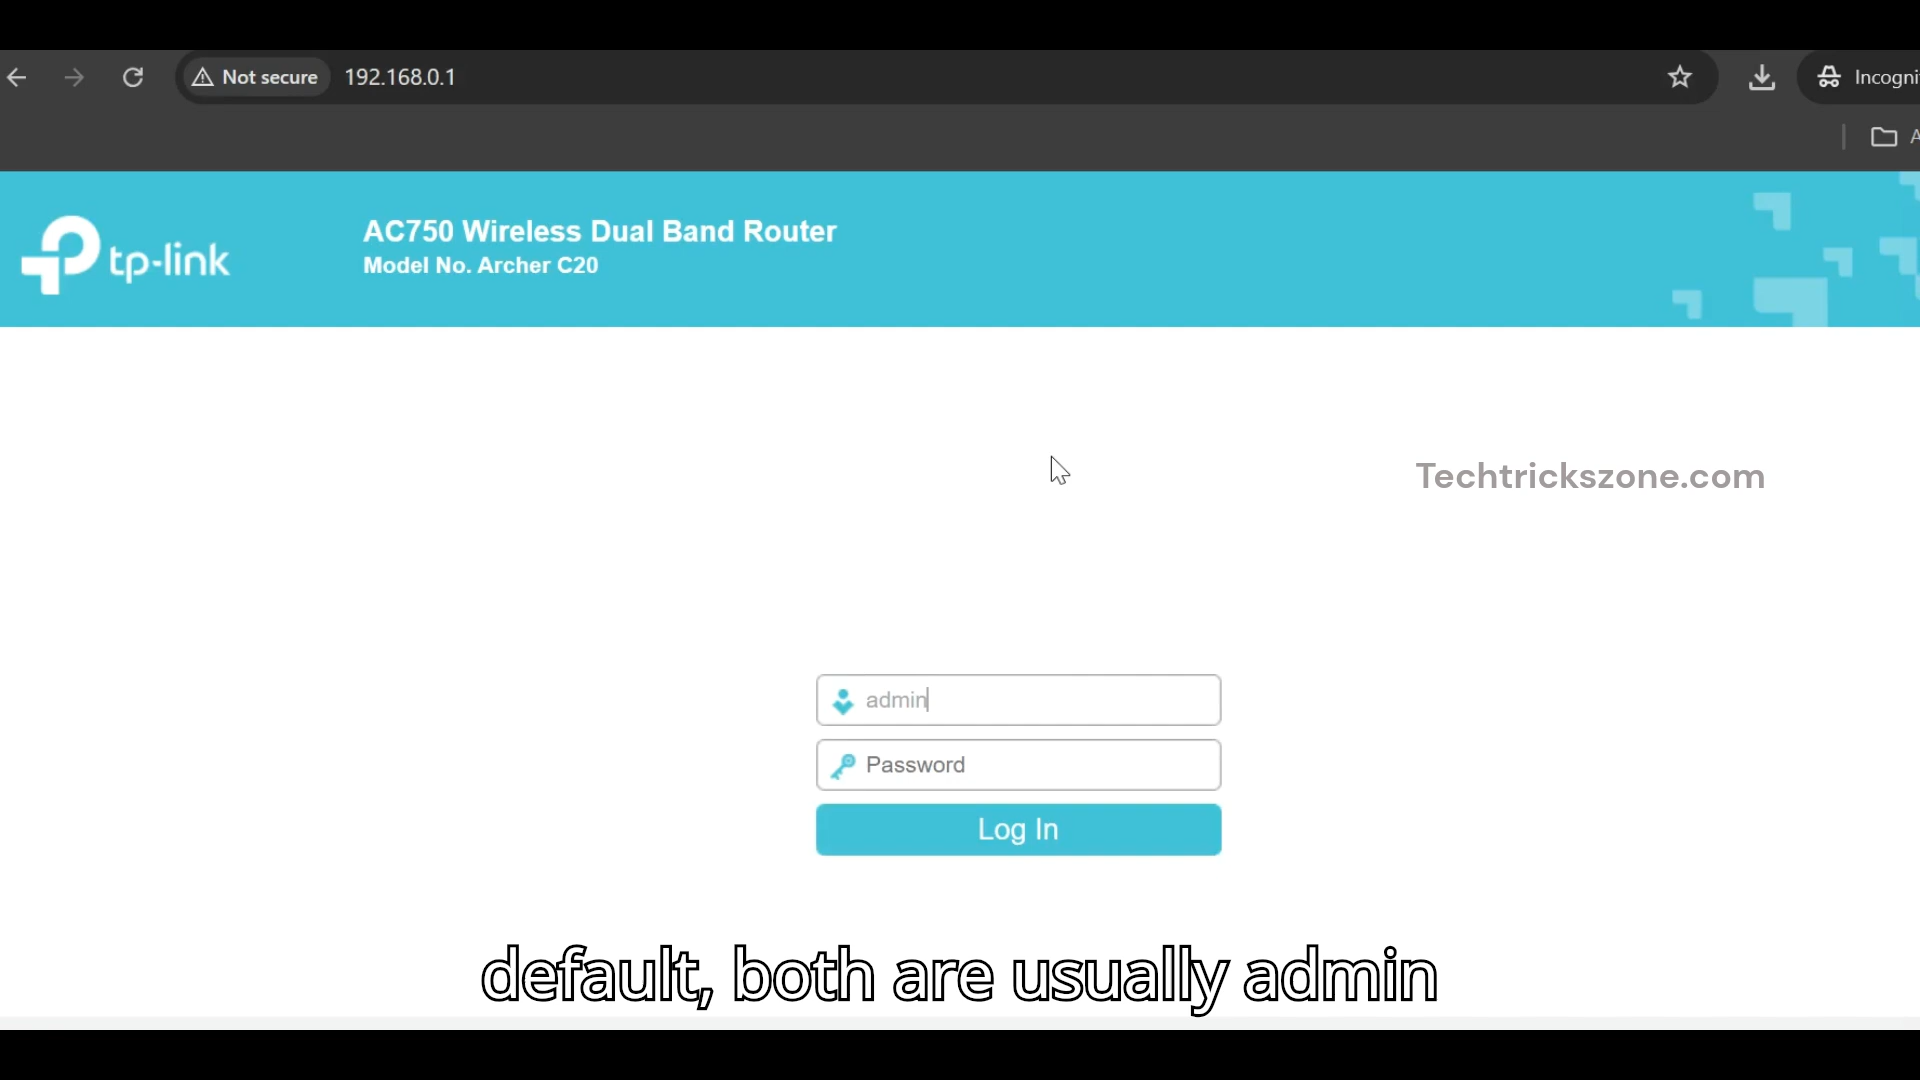 Not secure 192.168.0.1
Incogni
A
tp-link
AC750 Wireless Dual Band Router
Model No. Archer C20
Techtrickszone.com
admin
Password
Log In
default, both are usually admin